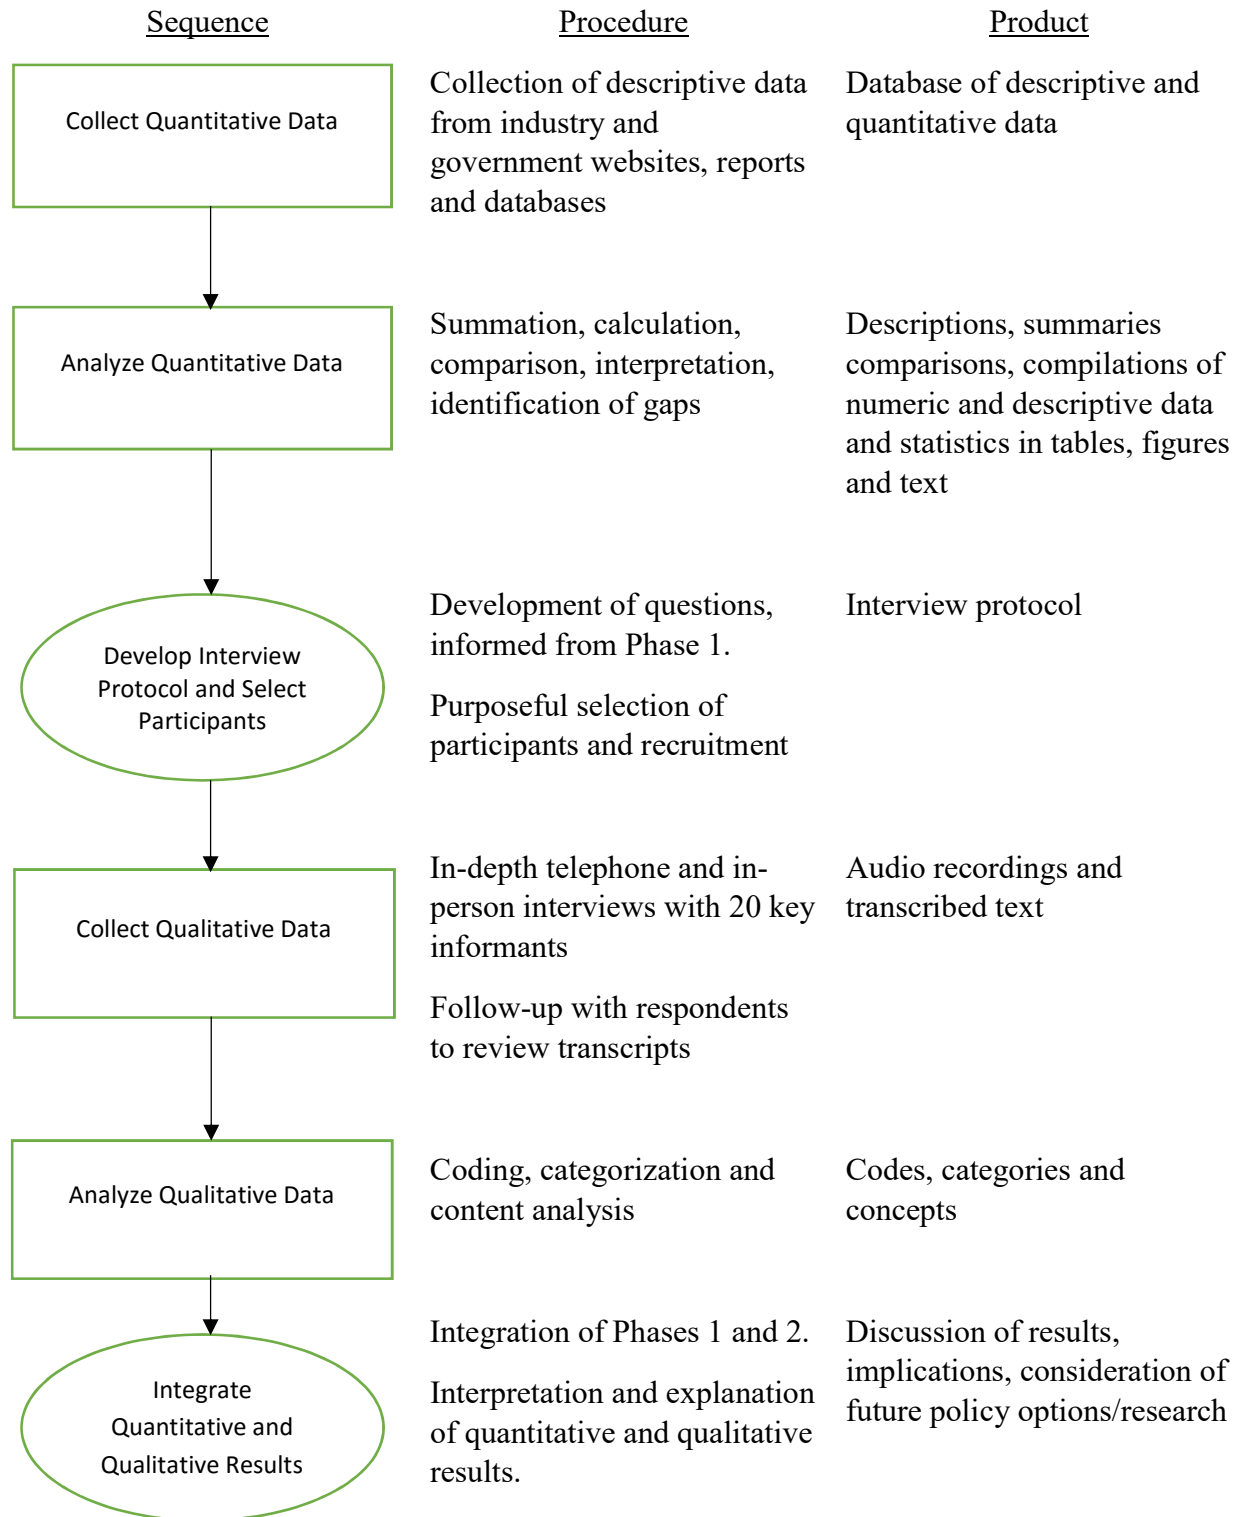 Sequence
Procedure
Product
Collect Quantitative Data
Collection of descriptive data
from industry and
government websites, reports
and databases
Database of descriptive and
quantitative data
Analyze Quantitative Data
Summation, calculation,
comparison, interpretation,
identification of gaps
Descriptions, summaries
comparisons, compilations of
numeric and descriptive data
and statistics in tables, figures
and text
Develop Interview
Protocol and Select
Participants
Development of questions,
informed from Phase 1.
Purposeful selection of
participants and recruitment
Interview protocol
Collect Qualitative Data
In-depth telephone and in-
person interviews with 20 key
informants
Follow-up with respondents
to review transcripts
Audio recordings and
transcribed text
Analyze Qualitative Data
Coding, categorization and
content analysis
Codes, categories and
concepts
Integrate
Quantitative and
Qualitative Results
Integration of Phases 1 and 2.
Interpretation and explanation
of quantitative and qualitative
results.
Discussion of results,
implications, consideration of
future policy options/research